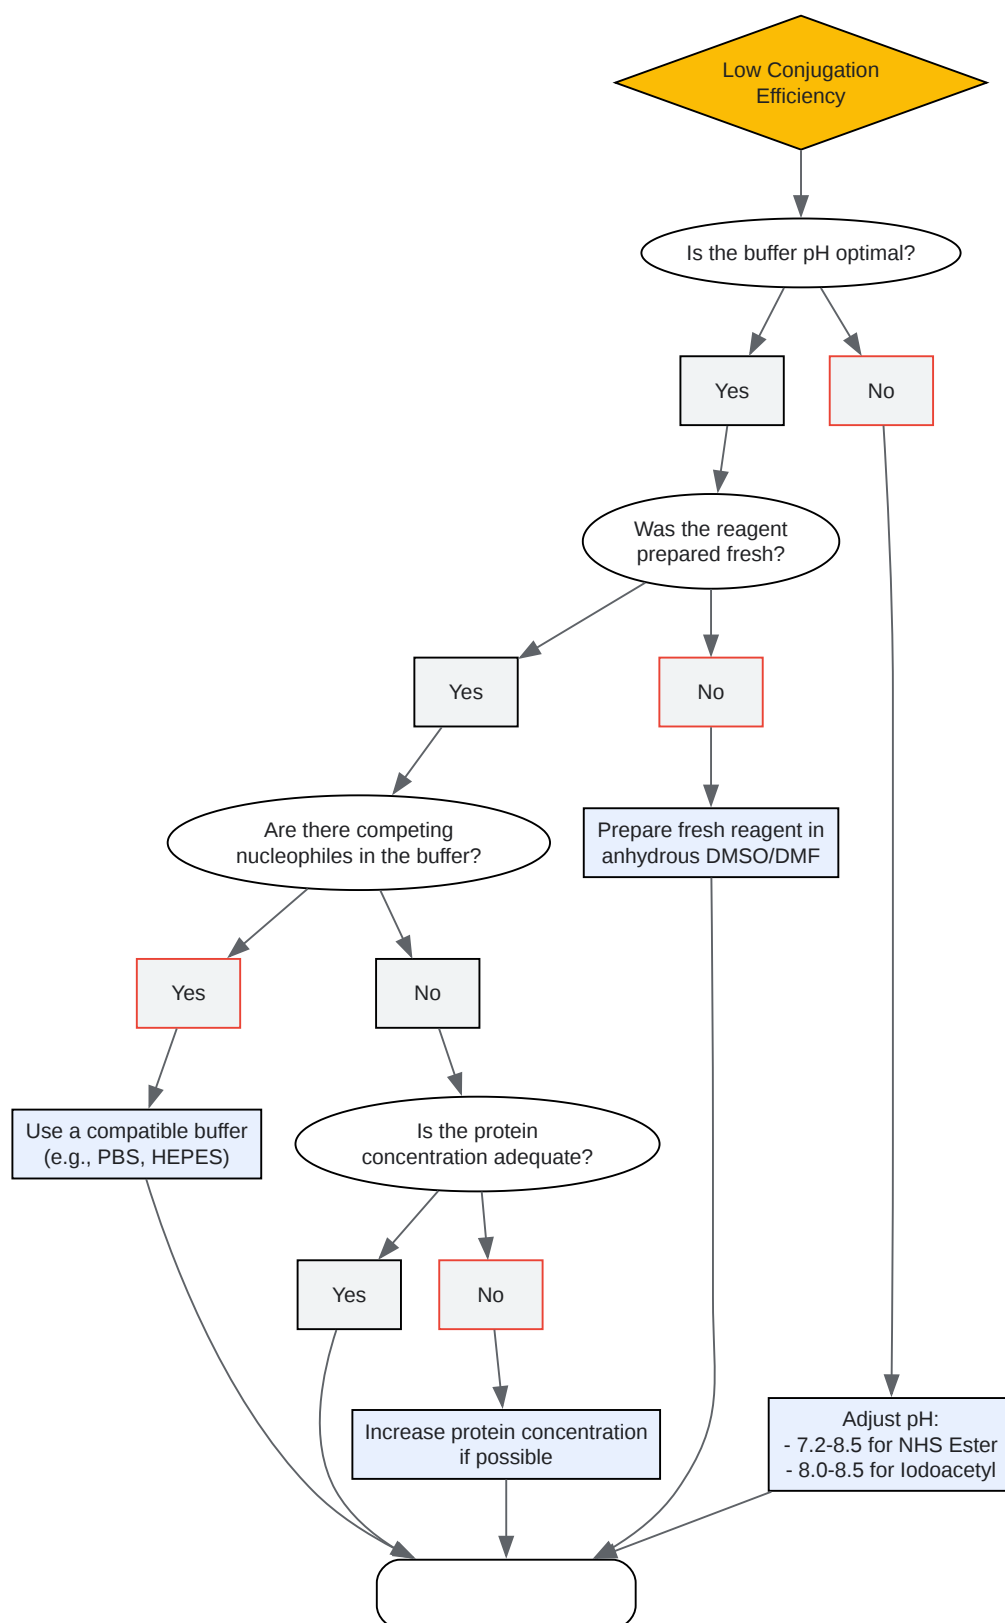 Low Conjugation
Efficiency
Is the buffer pH optimal?
Yes
No
Was the reagent
prepared fresh?
Yes
No
Are there competing
nucleophiles in the buffer?
Prepare fresh reagent in
anhydrous DMSO/DMF
Yes
No
Use a compatible buffer
(e.g., PBS, HEPES)
Is the protein
concentration adequate?
Yes
No
Increase protein concentration
if possible
Adjust pH:
- 7.2-8.5 for NHS Ester
- 8.0-8.5 for Iodoacetyl